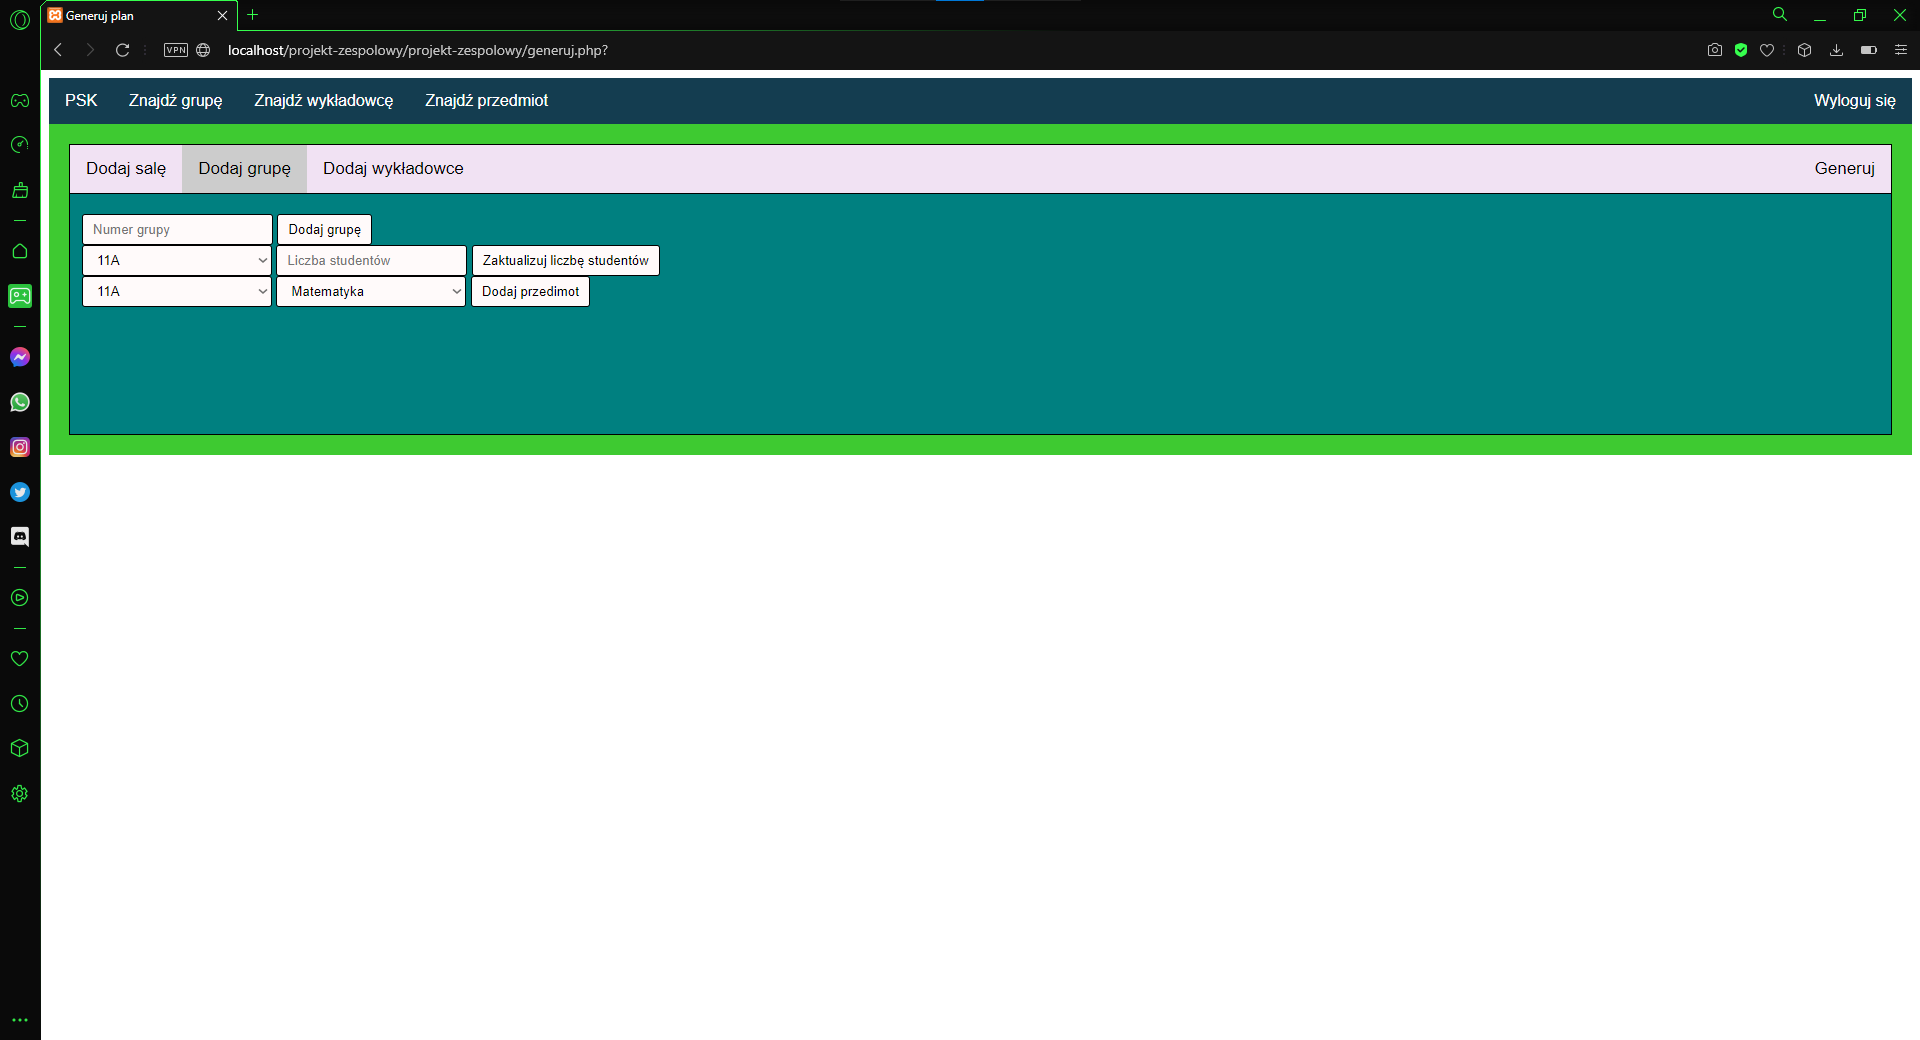 Generuj plan
VPN localhost/projekt-zespolowy/projekt-zespolowy/generuj.php?
PSK Znajdź grupę Znajdź wykładowcę Znajdź przedmiot Wyloguj się
Dodaj salę Dodaj grupę Dodaj wykładowce Generuj
Numer grupy Dodaj grupę
11A Liczba studentów Zaktualizuj liczbę studentów
11A Matematyka Dodaj przedimot